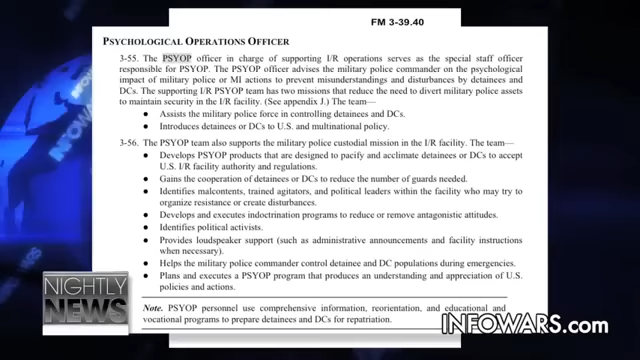 FM 3-39.40
PSYCHOLOGICAL OPERATIONS OFFICER
3-55. The PSYOP officer in charge of supporting I/R operations serves as the special staff officer
responsible for PSYOP. The PSYOP officer advises the military police commander on the psychological
impact of military police or MI actions to prevent misunderstandings and disturbances by detainees and
DCs. The supporting I/R PSYOP team has two missions that reduce the need to divert military police assets
to maintain security in the I/R facility. (See appendix J.) The team—
• Assists the military police force in controlling detainees and DCs.
• Introduces detainees or DCs to U.S. and multinational policy.
3-56. The PSYOP team also supports the military police custodial mission in the I/R facility. The team—
• Develops PSYOP products that are designed to pacify and acclimate detainees or DCs to accept
U.S. I/R facility authority and regulations.
• Gains the cooperation of detainees or DCs to reduce the number of guards needed.
• Identifies malcontents, trained agitators, and political leaders within the facility who may try to
organize resistance or create disturbances.
• Develops and executes indoctrination programs to reduce or remove antagonistic attitudes.
• Identifies political activists.
• Provides loudspeaker support (such as administrative announcements and facility instructions
when necessary).
• Helps the military police commander control detainee and DC populations during emergencies.
• Plans and executes a PSYOP program that produces an understanding and appreciation of U.S.
policies and actions.
Note. PSYOP personnel use comprehensive information, reorientation, and educational and
vocational programs to prepare detainees and DCs for repatriation.
NIGHTLY
NEWS
INFOWARS.com
INFOWARS